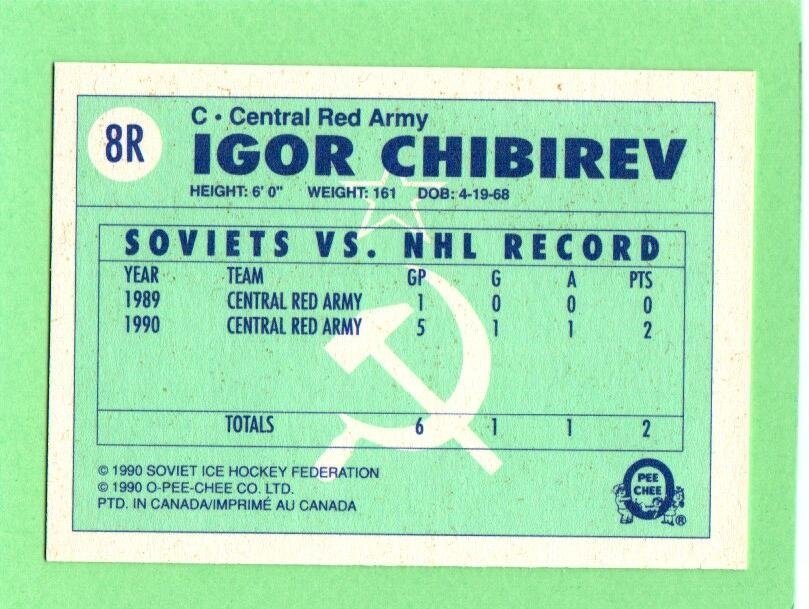 8R
C • Central Red Army
IGOR CHIBIREV
HEIGHT: 6' 0" WEIGHT: 161 DOB: 4-19-68
SOVIETS VS. NHL RECORD
YEAR TEAM GP G A PTS
1989 CENTRAL RED ARMY 1 0 0 0
1990 CENTRAL RED ARMY 5 1 1 2
TOTALS 6 1 1 2
© 1990 SOVIET ICE HOCKEY FEDERATION
© 1990 O-PEE-CHEE CO. LTD.
PTD. IN CANADA/IMPRIMÉ AU CANADA
PEE
CHEE
®